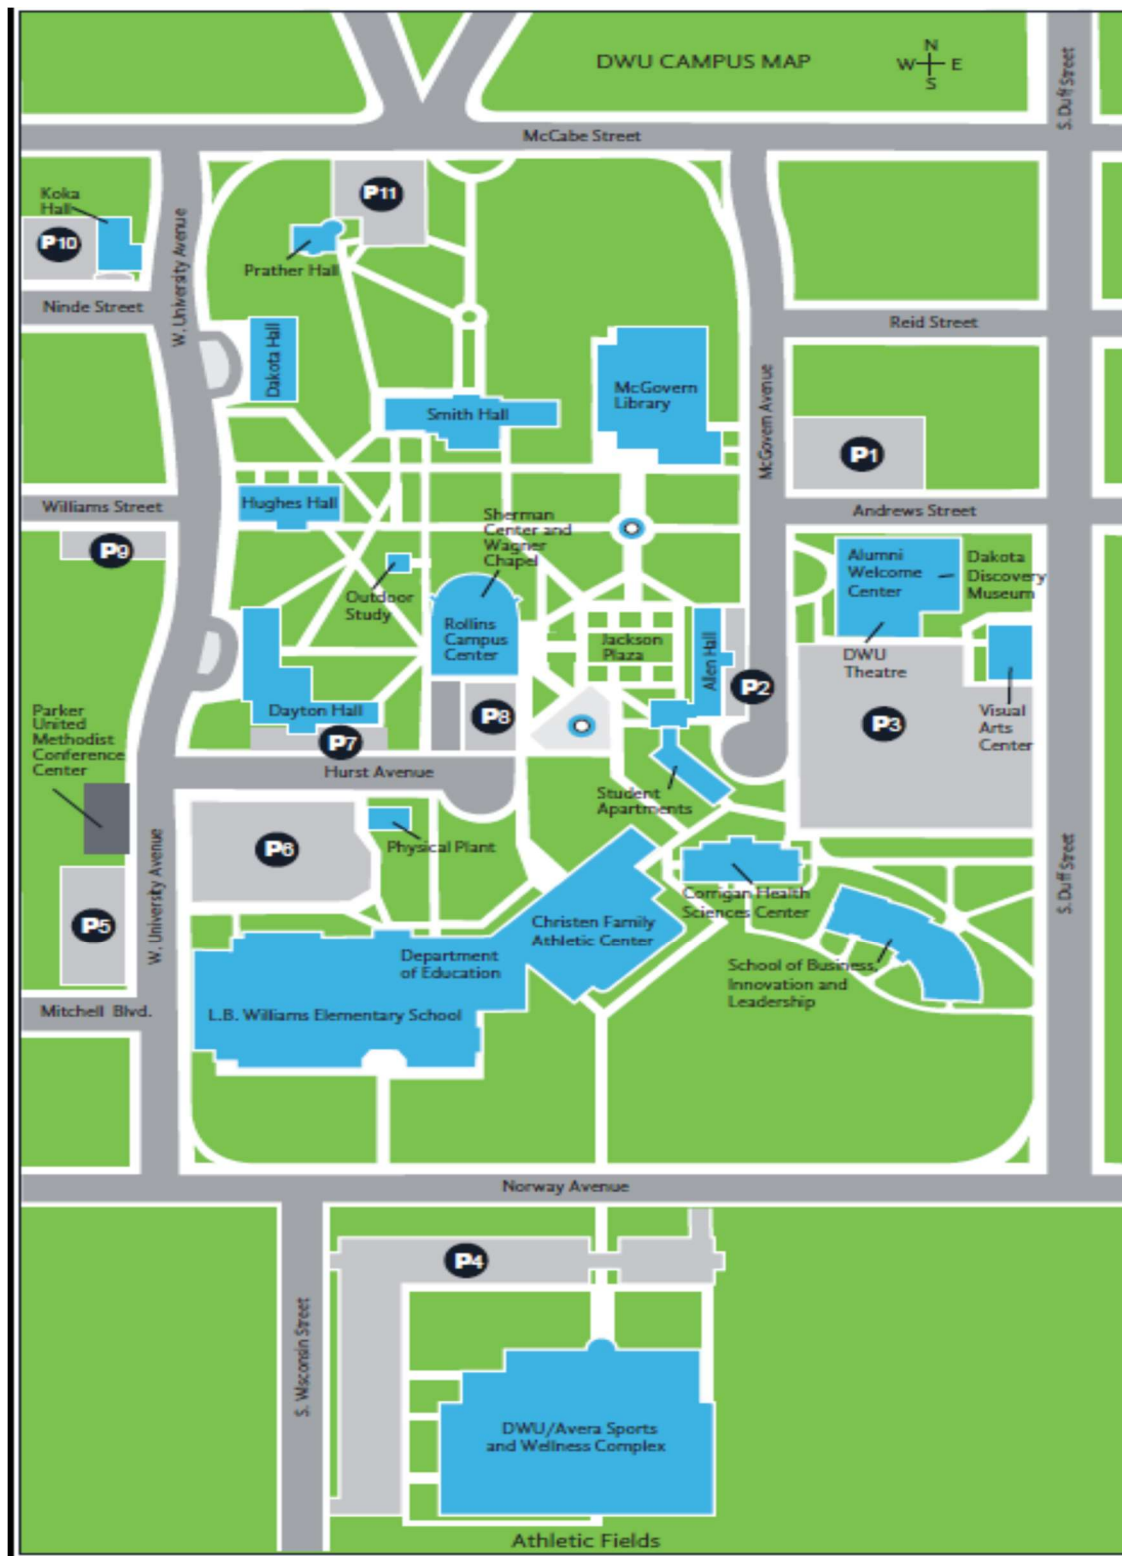 DWU CAMPUS MAP
N
W E
S
S. Duff Street
McCabe Street
Koka
Hall
P10
P11
Prather Hall
W. University Avenue
Ninde Street
Reid Street
Dakota Hall
Smith Hall
McGovern
Library
McGovern Avenue
P1
Williams Street
Hughes Hall
Andrews Street
P9
Sherman
Center and
Wagner
Chapel
Outdoor
Study
Rollins
Campus
Center
Jackson
Plaza
Allen Hall
P2
Alumni
Welcome
Center
Dakota
Discovery
Museum
DWU
Theatre
P3
Visual
Arts
Center
Parker
United
Methodist
Conference
Center
Dayton Hall
P7
P8
Hurst Avenue
Student
Apartments
P6
Physical Plant
W. University Avenue
S. Duff Street
P5
Corrigan Health
Sciences Center
Christen Family
Athletic Center
Department
of Education
School of Business,
Innovation and
Leadership
Mitchell Blvd.
L.B. Williams Elementary School
Norway Avenue
P4
S. Wisconsin Street
DWU/Avera Sports
and Wellness Complex
Athletic Fields